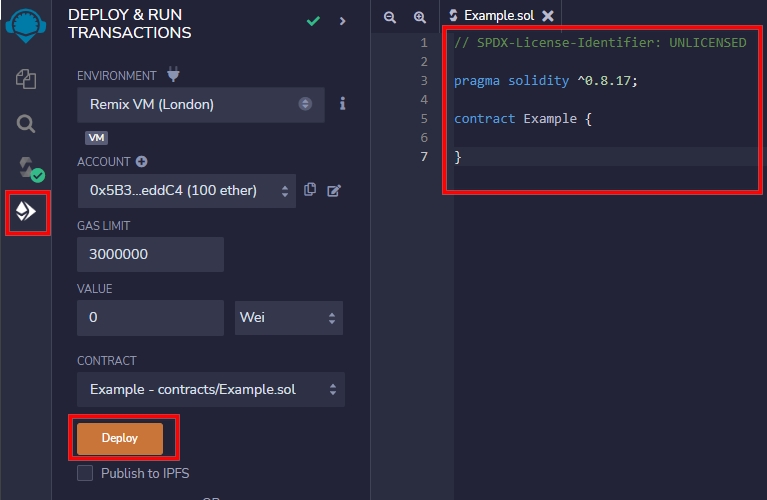 DEPLOY & RUN
TRANSACTIONS
ENVIRONMENT
Remix VM (London)
VM
ACCOUNT
0x5B3...eddC4 (100 ether)
GAS LIMIT
3000000
VALUE
0
Wei
CONTRACT
Example - contracts/Example.sol
Deploy
Publish to IPFS
OR
Example.sol
1 // SPDX-License-Identifier: UNLICENSED
2
3 pragma solidity ^0.8.17;
4
5 contract Example {
6
7 }